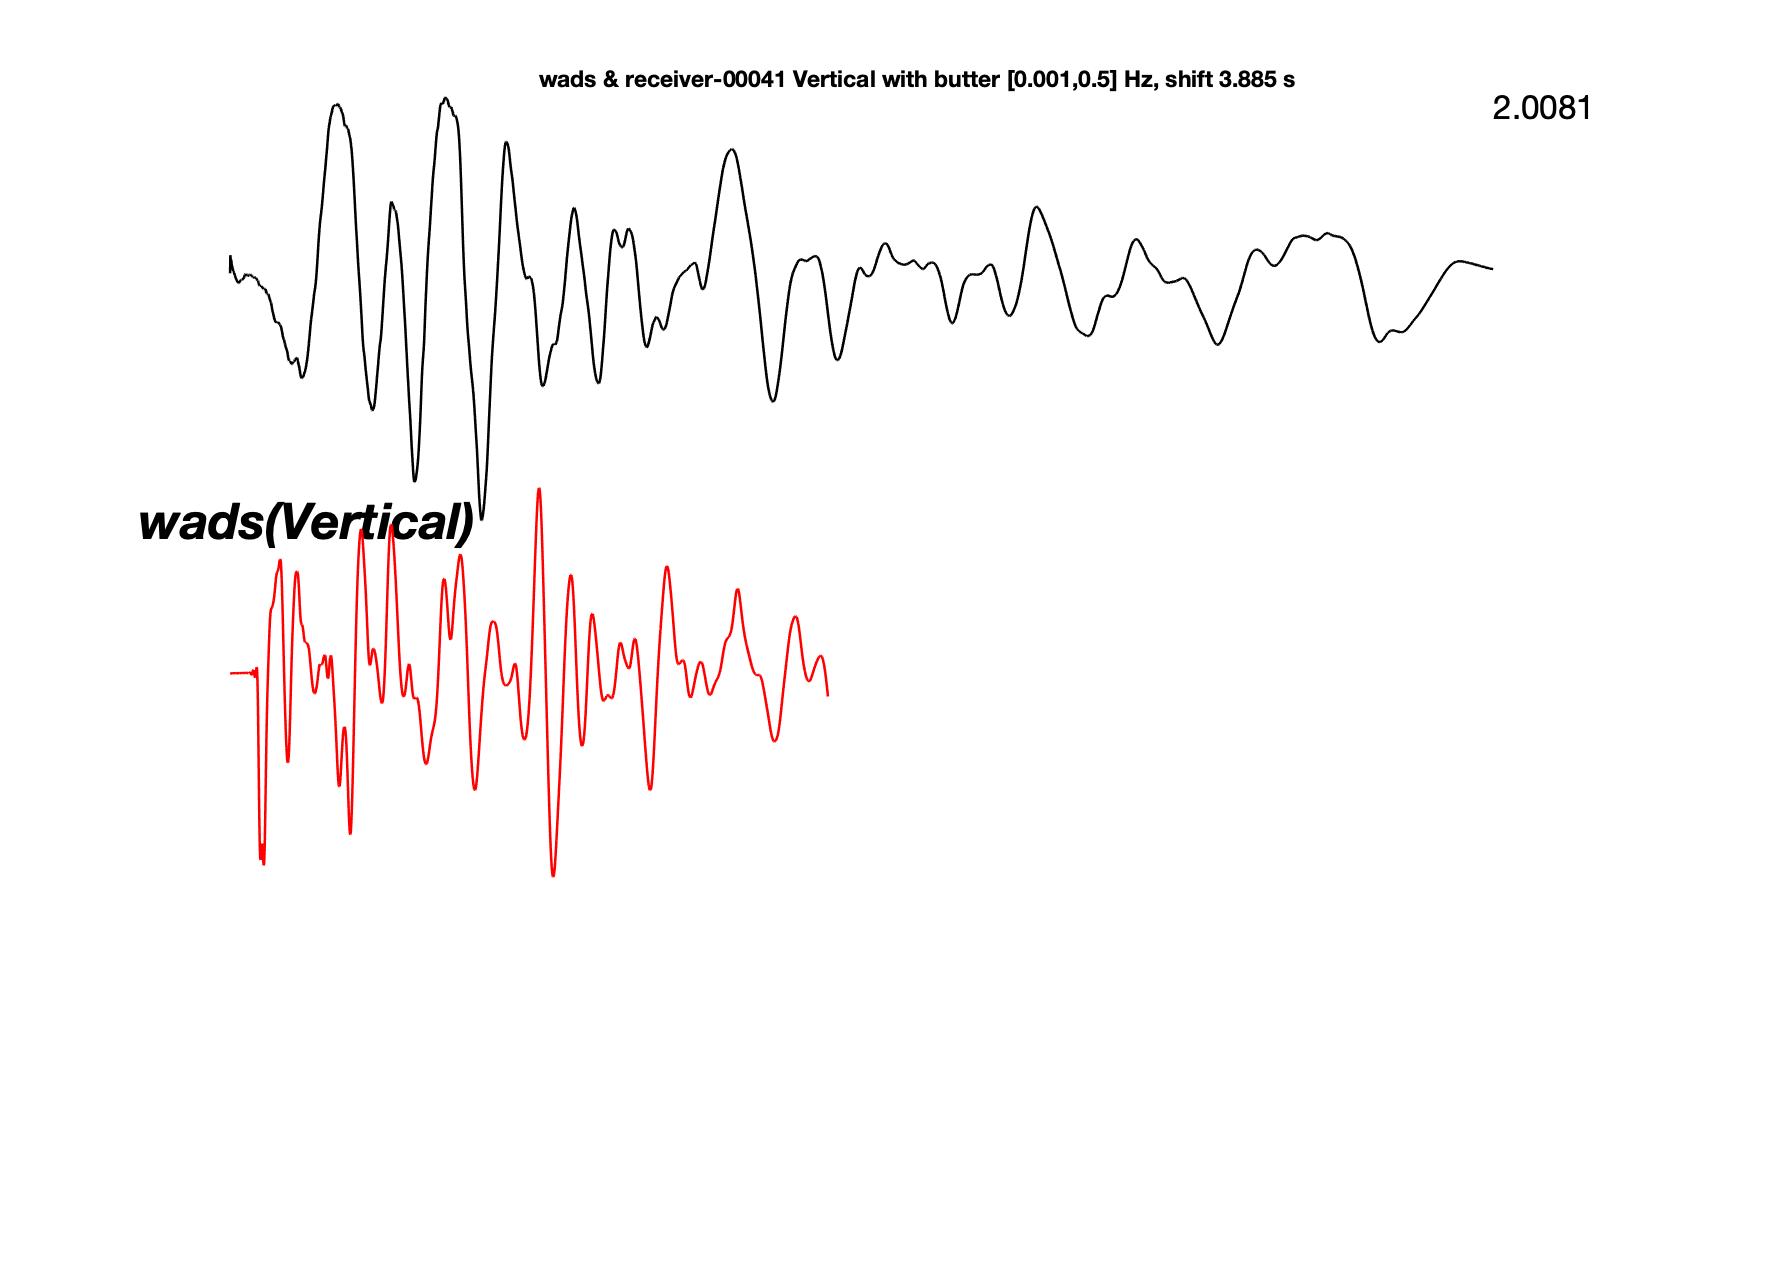 wads & receiver-00041 Vertical with butter [0.001,0.5] Hz, shift 3.885 s
2.0081
wads(Vertical)